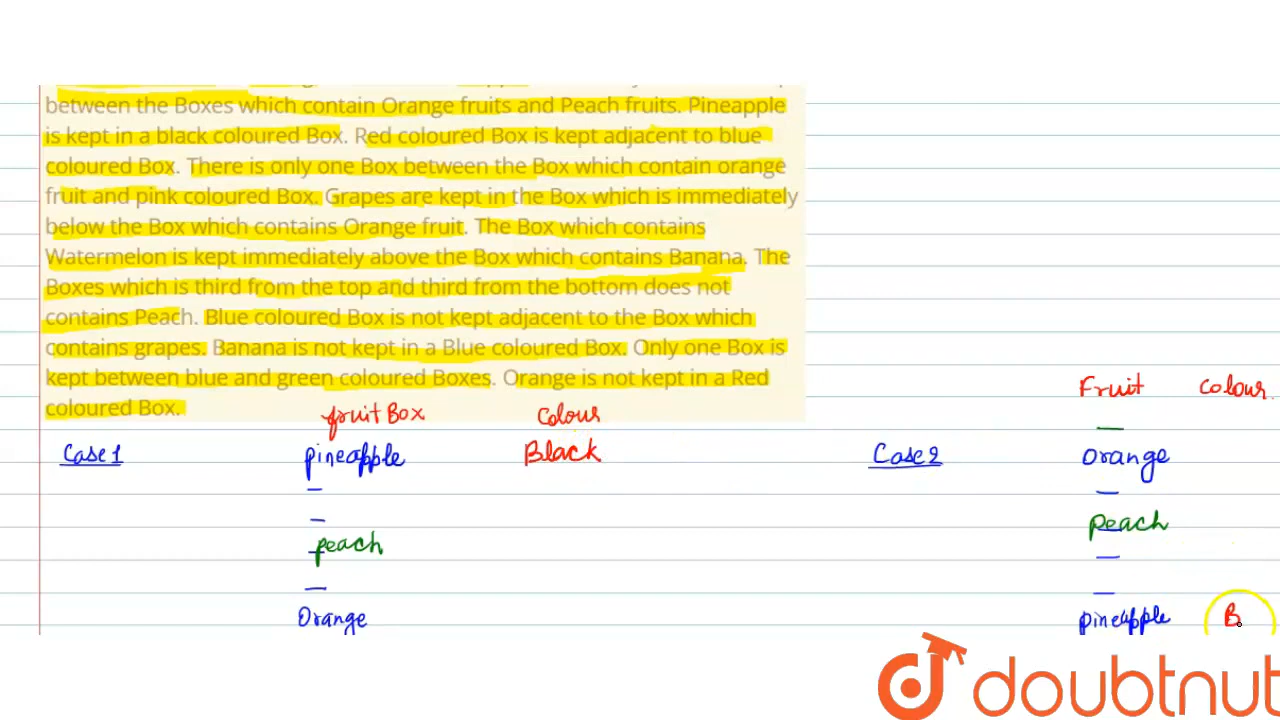 between the Boxes which contain Orange fruits and Peach fruits. Pineapple
is kept in a black coloured Box. Red coloured Box is kept adjacent to blue
coloured Box. There is only one Box between the Box which contain orange
fruit and pink coloured Box. Grapes are kept in the Box which is immediately
below the Box which contains Orange fruit. The Box which contains
Watermelon is kept immediately above the Box which contains Banana. The
Boxes which is third from the top and third from the bottom does not
contains Peach. Blue coloured Box is not kept adjacent to the Box which
contains grapes. Banana is not kept in a Blue coloured Box. Only one Box is
kept between blue and green coloured Boxes. Orange is not kept in a Red
coloured Box.
Fruit Colour
fruit Box Colour
Case 1 pineapple Black Case 2 Orange
peach peach
Orange pineapple B
doubtnut